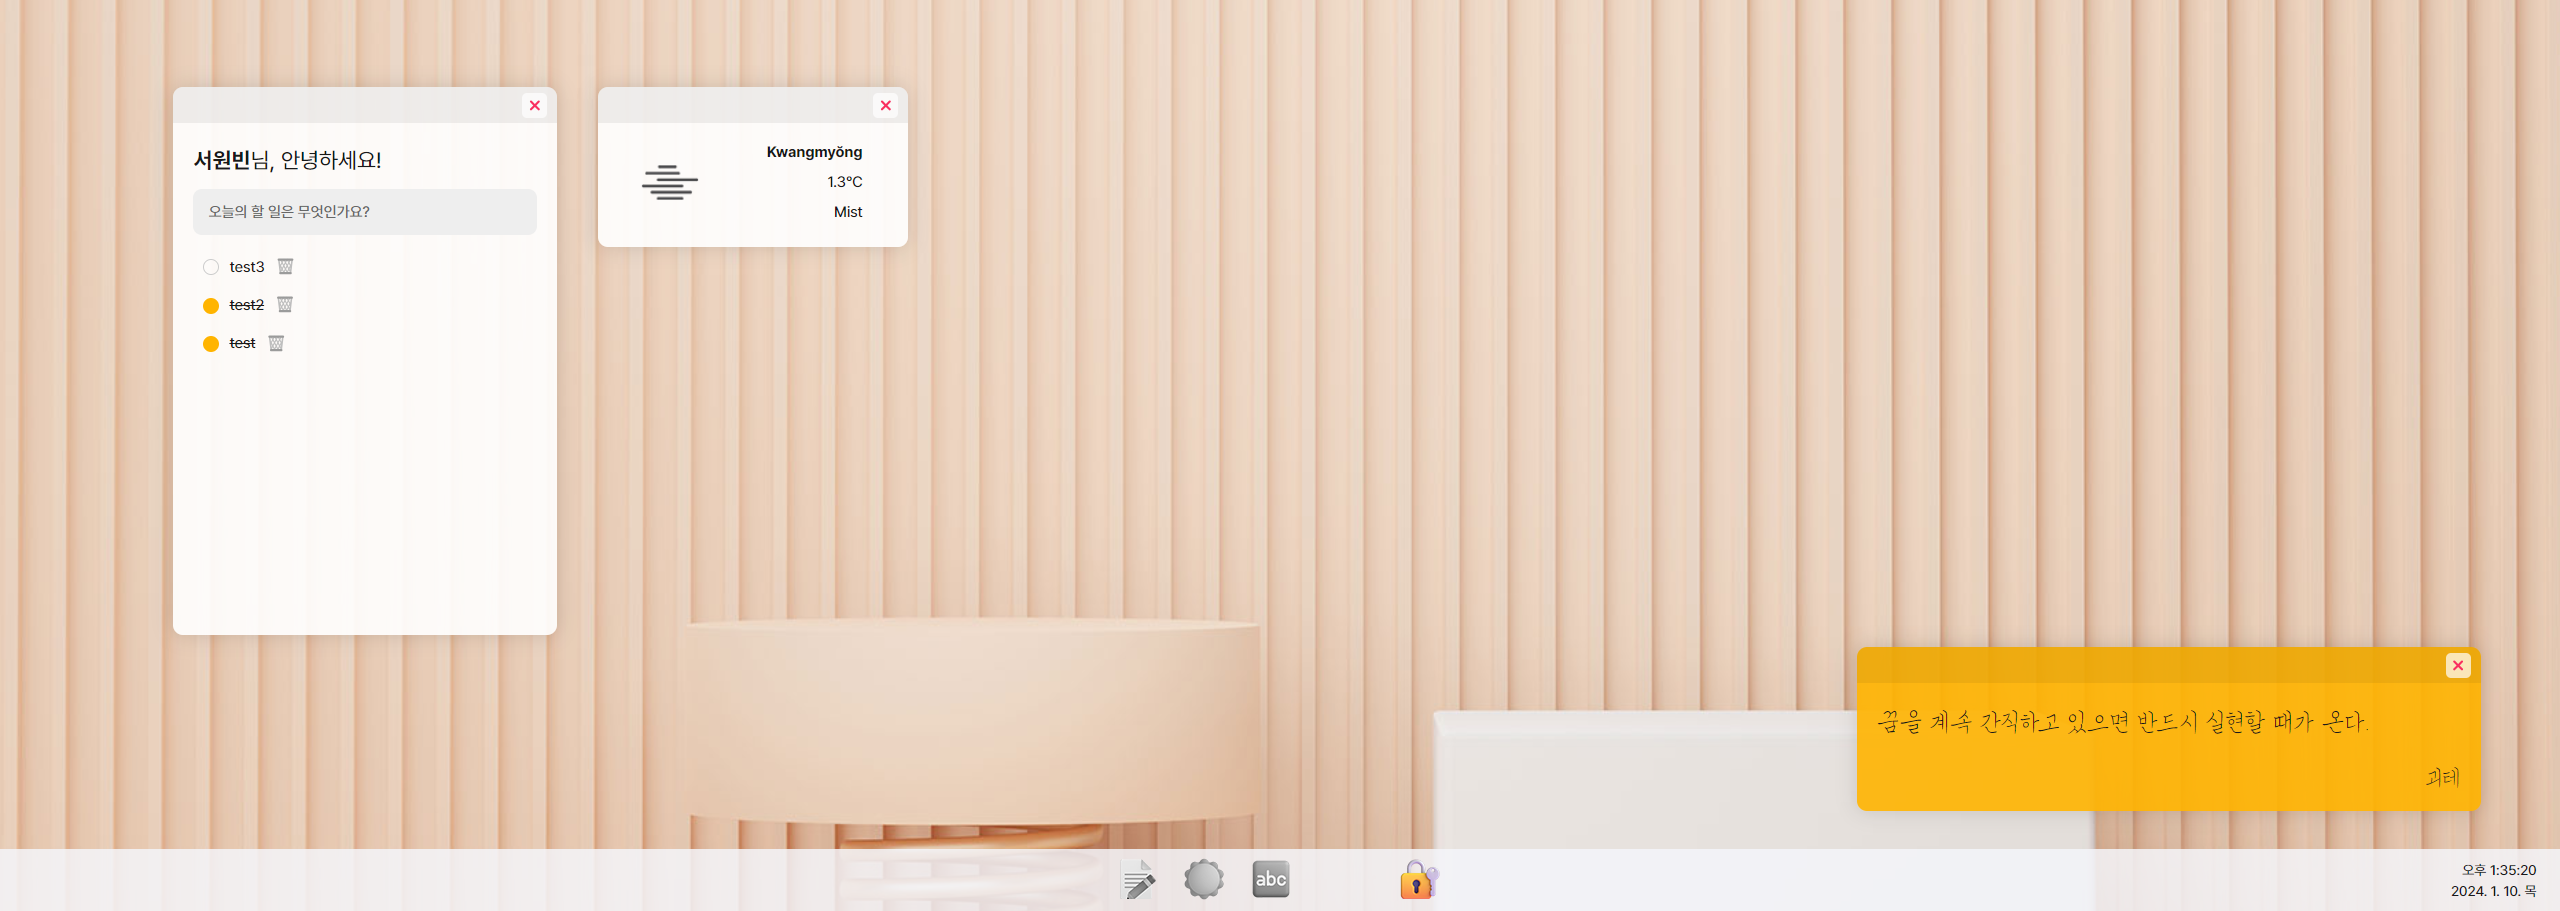 서원빈님, 안녕하세요!
오늘의 할 일은 무엇인가요?
test3
test2
test
Kwangmyŏng
1.3°C
Mist
꿈을 계속 간직하고 있으면 반드시 실현할 때가 온다.
괴테
abc
오후 1:35:20
2024. 1. 10. 목